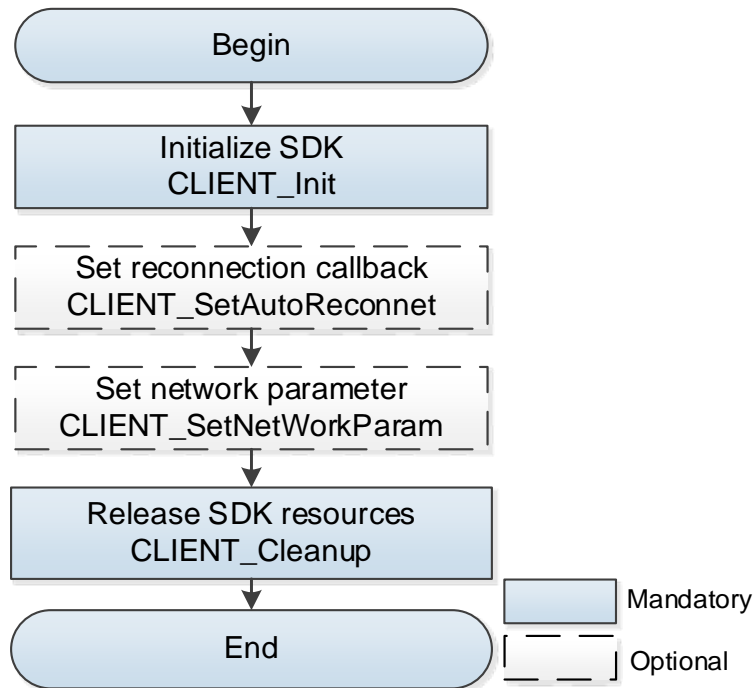 Begin
Initialize SDK
CLIENT_Init
Set reconnection callback
CLIENT_SetAutoReconnet
Set network parameter
CLIENT_SetNetWorkParam
Release SDK resources
CLIENT_Cleanup
End
Mandatory
Optional